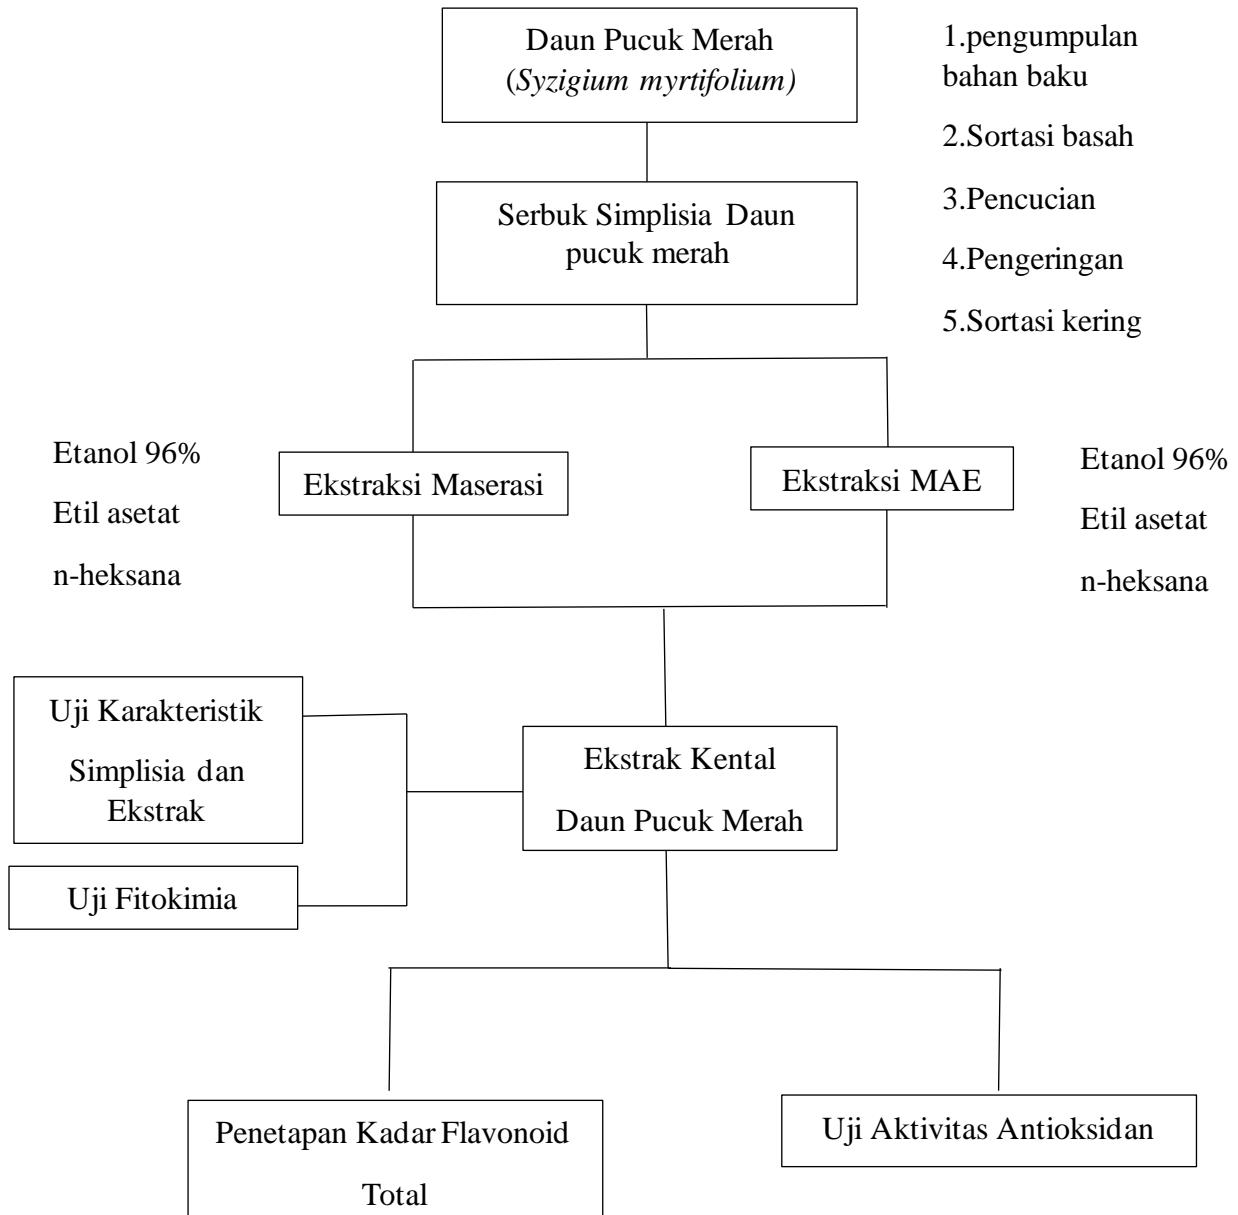 Daun Pucuk Merah
(Syzigium myrtifolium)
1.pengumpulan
bahan baku
2.Sortasi basah
3.Pencucian
4.Pengeringan
5.Sortasi kering
Serbuk Simplisia Daun
pucuk merah
Etanol 96%
Etil asetat
n-heksana
Ekstraksi Maserasi
Ekstraksi MAE
Etanol 96%
Etil asetat
n-heksana
Uji Karakteristik
Simplisia dan
Ekstrak
Uji Fitokimia
Ekstrak Kental
Daun Pucuk Merah
Penetapan Kadar Flavonoid
Total
Uji Aktivitas Antioksidan